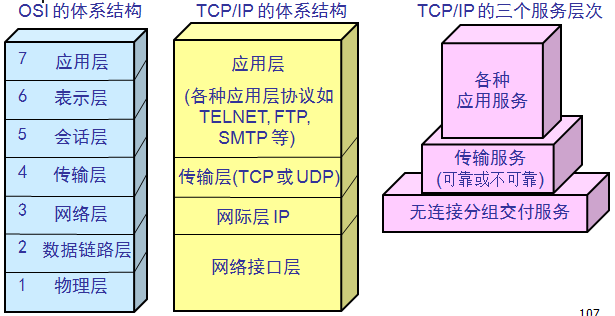 OSI 的体系结构
7 应用层
6 表示层
5 会话层
4 传输层
3 网络层
2 数据链路层
1 物理层
TCP/IP 的体系结构
应用层
(各种应用层协议如
TELNET, FTP,
SMTP 等)
传输层(TCP 或 UDP)
网际层 IP
网络接口层
TCP/IP 的三个服务层次
各种
应用服务
传输服务
(可靠或不可靠)
无连接分组交付服务
107